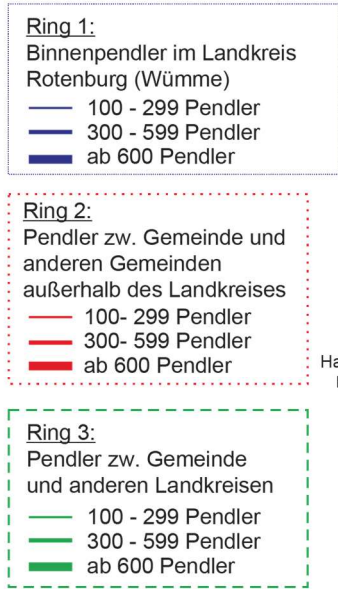 Ring 1:
Binnenpendler im Landkreis
Rotenburg (Wümme)
100 - 299 Pendler
300 - 599 Pendler
ab 600 Pendler
Ring 2:
Pendler zw. Gemeinde und
anderen Gemeinden
außerhalb des Landkreises
100- 299 Pendler
300- 599 Pendler
ab 600 Pendler
Ring 3:
Pendler zw. Gemeinde
und anderen Landkreisen
100 - 299 Pendler
300 - 599 Pendler
ab 600 Pendler